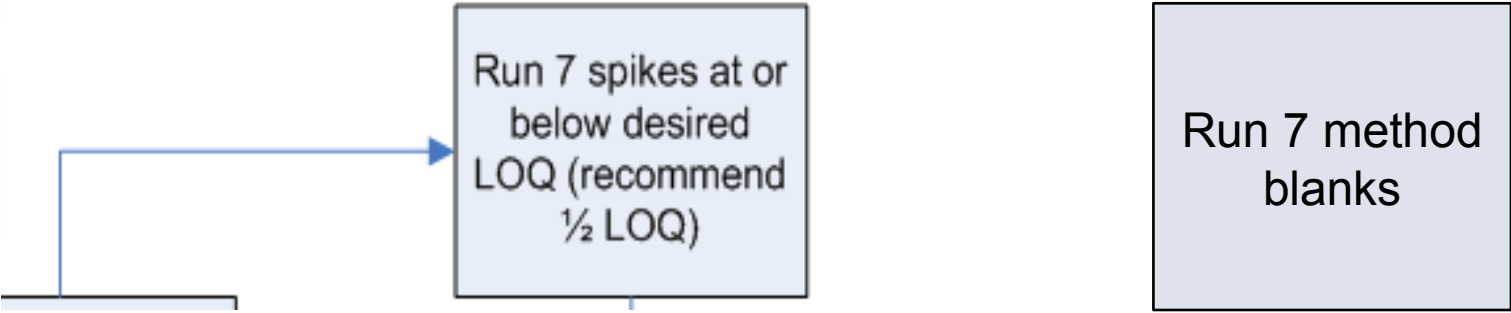 Run 7 spikes at or
below desired
LOQ (recommend
½ LOQ)
Run 7 method
blanks